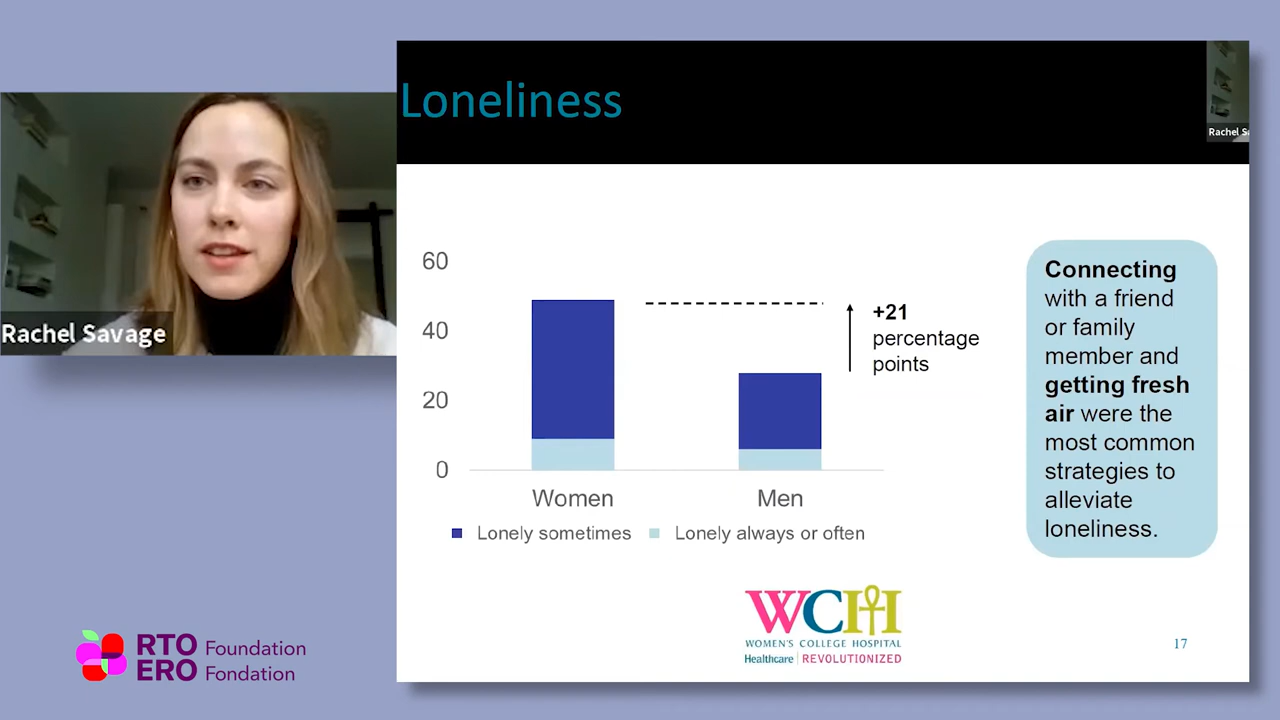 Loneliness
Rachel Sa
Rachel Savage
60
40
20
0
+21
percentage
points
Women
Men
Lonely sometimes
Lonely always or often
Connecting
with a friend
or family
member and
getting fresh
air were the
most common
strategies to
alleviate
loneliness.
WCH
WOMEN'S COLLEGE HOSPITAL
Healthcare | REVOLUTIONIZED
17
RTO Foundation
ERO Fondation